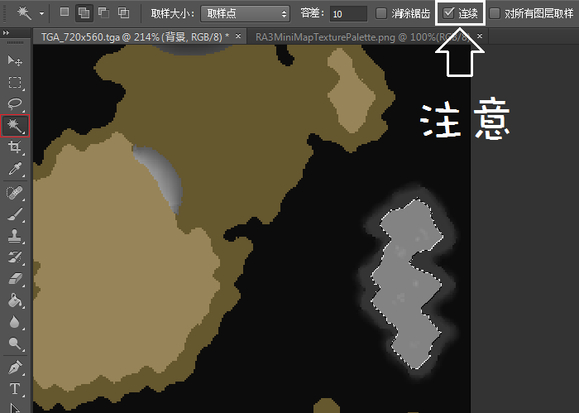 取样大小： 取样点 容差： 10 消除锯齿 连续 对所有图层取样
TGA_720x560.tga @ 214% (背景, RGB/8) * × RA3MiniMapTexturePalette.png @ 100%(RGB/8) ×
注意